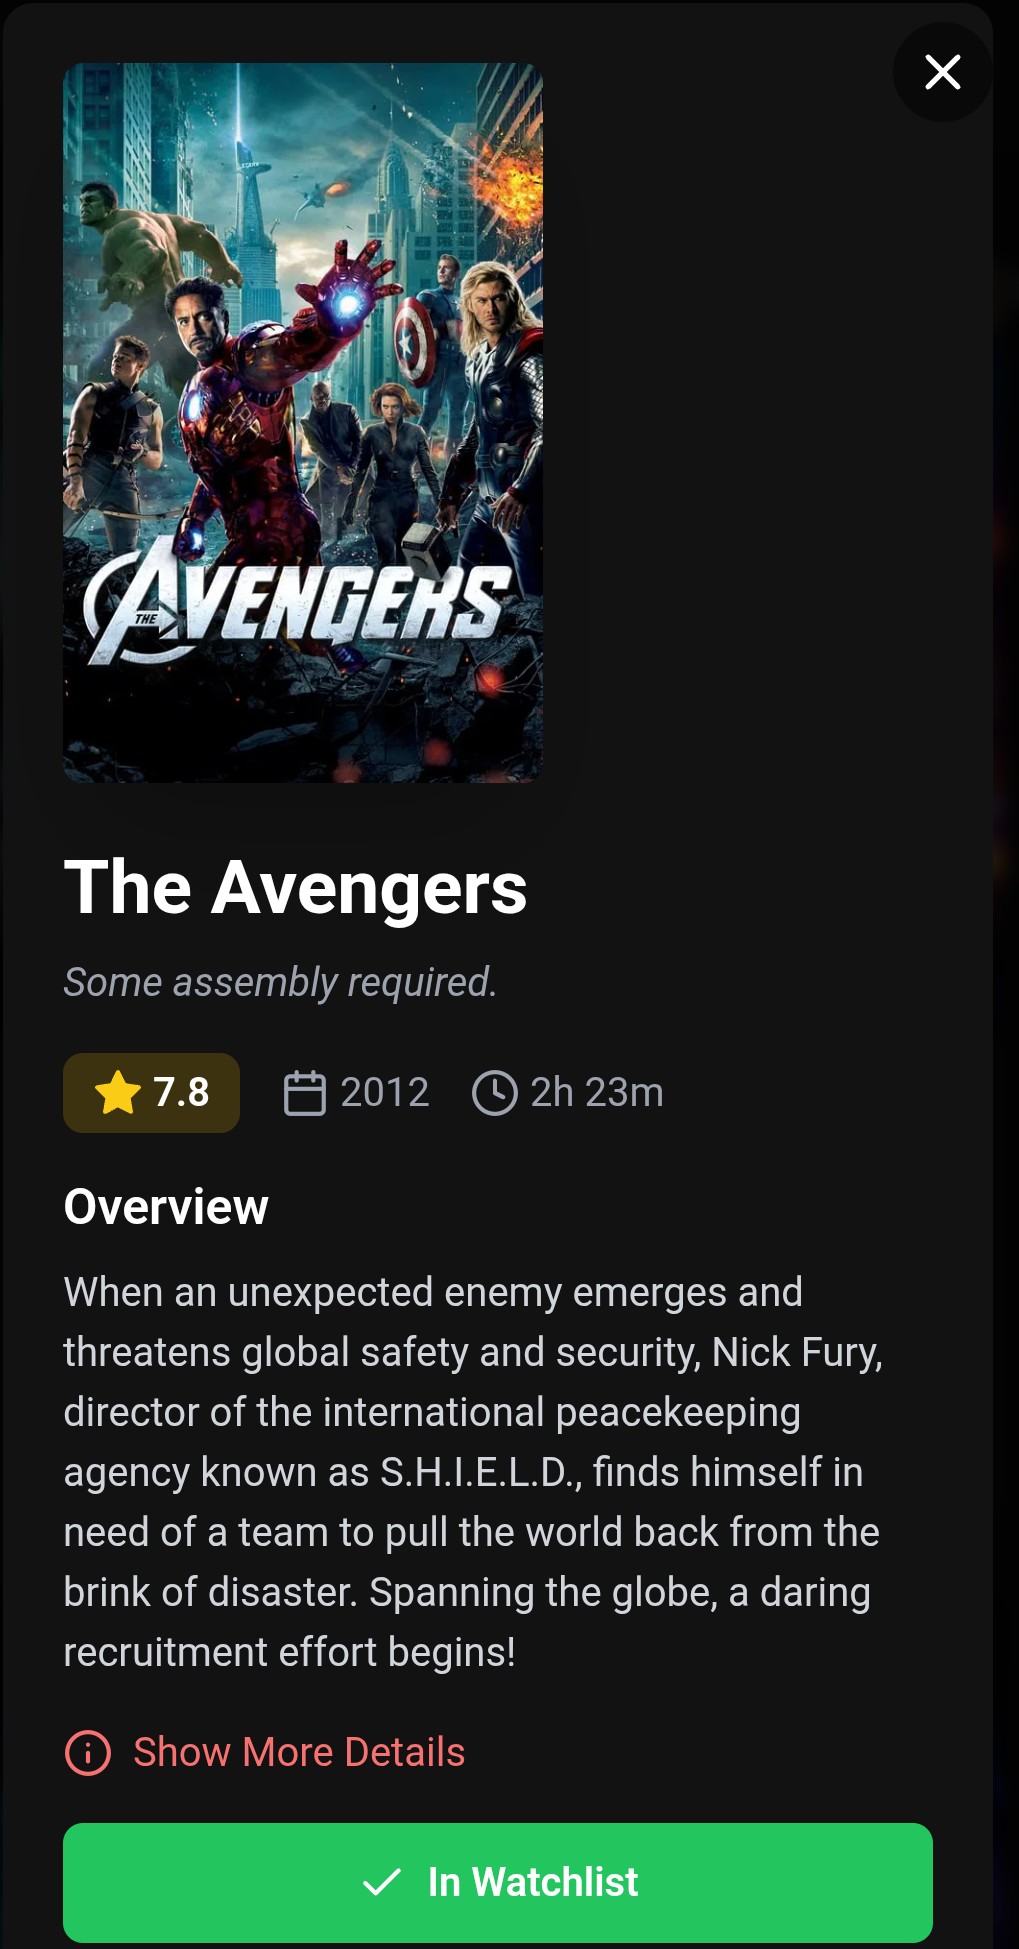 THE AVENGERS
The Avengers
Some assembly required.
7.8 2012 2h 23m
Overview
When an unexpected enemy emerges and
threatens global safety and security, Nick Fury,
director of the international peacekeeping
agency known as S.H.I.E.L.D., finds himself in
need of a team to pull the world back from the
brink of disaster. Spanning the globe, a daring
recruitment effort begins!
Show More Details
In Watchlist